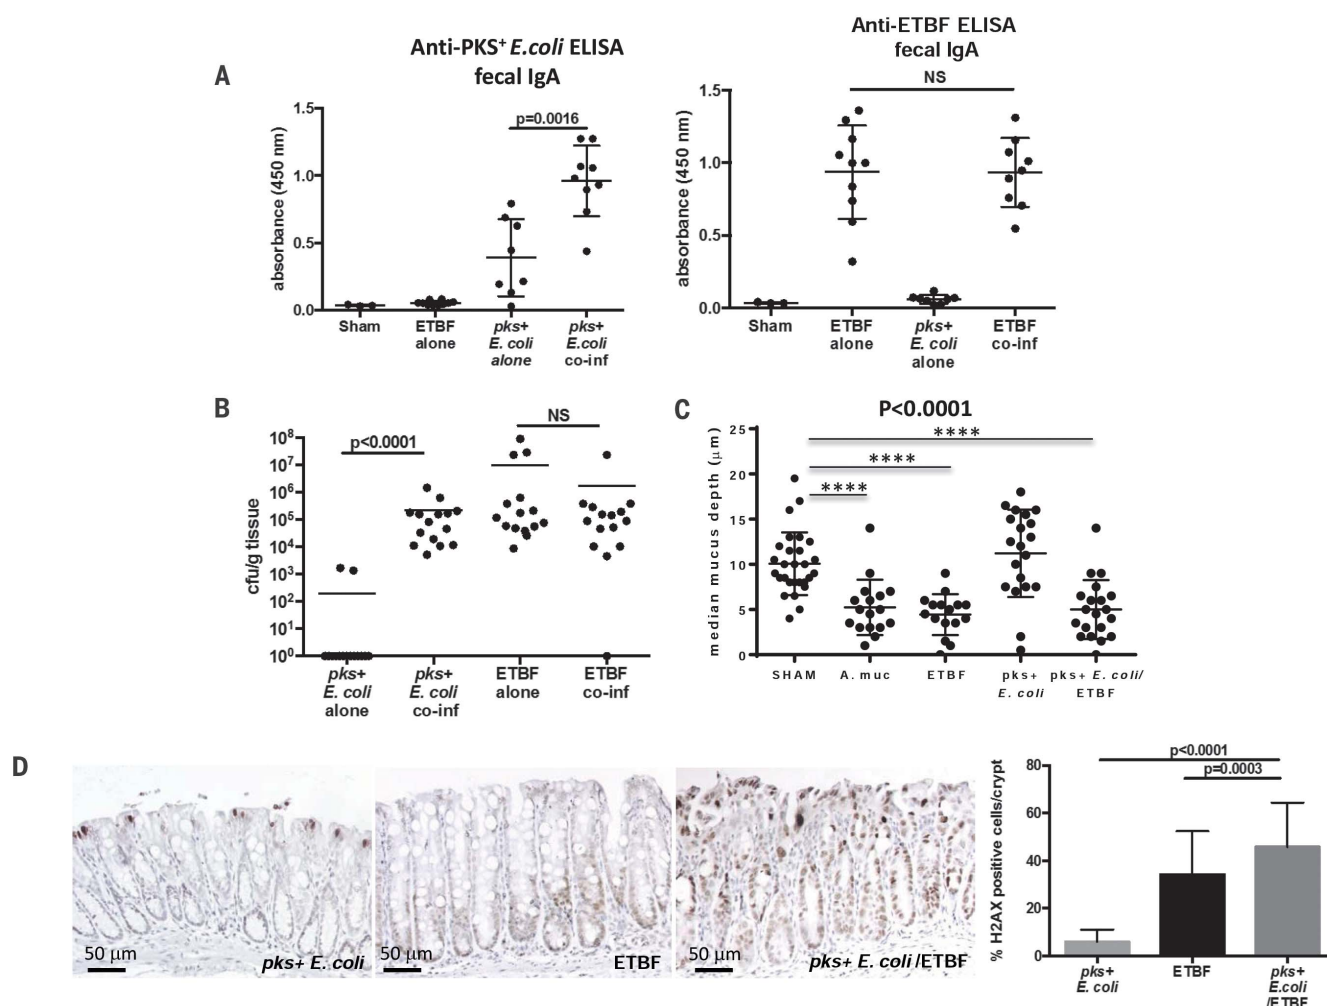 A
Anti-PKS+ E.coli ELISA
fecal IgA
absorbance (450 nm)
1.5
1.0
0.5
0.0
p=0.0016
Sham
ETBF
alone
pks+
E. coli
alone
pks+
E.coli
co-inf
Anti-ETBF ELISA
fecal IgA
absorbance (450 nm)
1.5
1.0
0.5
0.0
NS
Sham
ETBF
alone
pks+
E. coli
alone
ETBF
co-inf
B
cfu/g tissue
10⁸
10⁷
10⁶
10⁵
10⁴
10³
10²
10¹
10⁰
p<0.0001
NS
pks+
E. coli
alone
pks+
E. coli
co-inf
ETBF
alone
ETBF
co-inf
C
P<0.0001
median mucus depth (μm)
25
20
15
10
5
0
****
****
****
SHAM
A. muc
ETBF
pks+
E. coli
pks+ E. coli/
ETBF
D
50 μm
pks+ E. coli
50 μm
ETBF
50 μm
pks+ E. coli/ETBF
% H2AX positive cells/crypt
80
60
40
20
0
p<0.0001
p=0.0003
pks+
E. coli
ETBF
pks+
E.coli
/ETBF